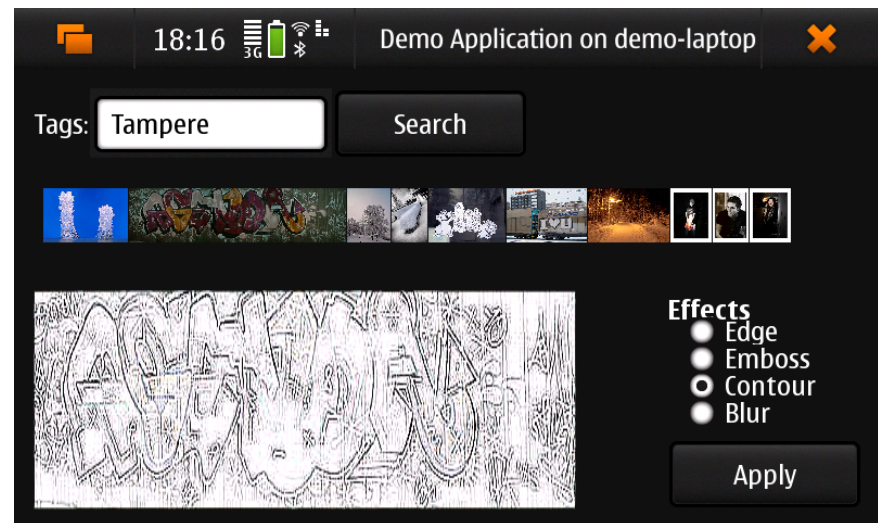 18:16 3G Demo Application on demo-laptop
Tags: Tampere Search
Effects
Edge
Emboss
Contour
Blur
Apply